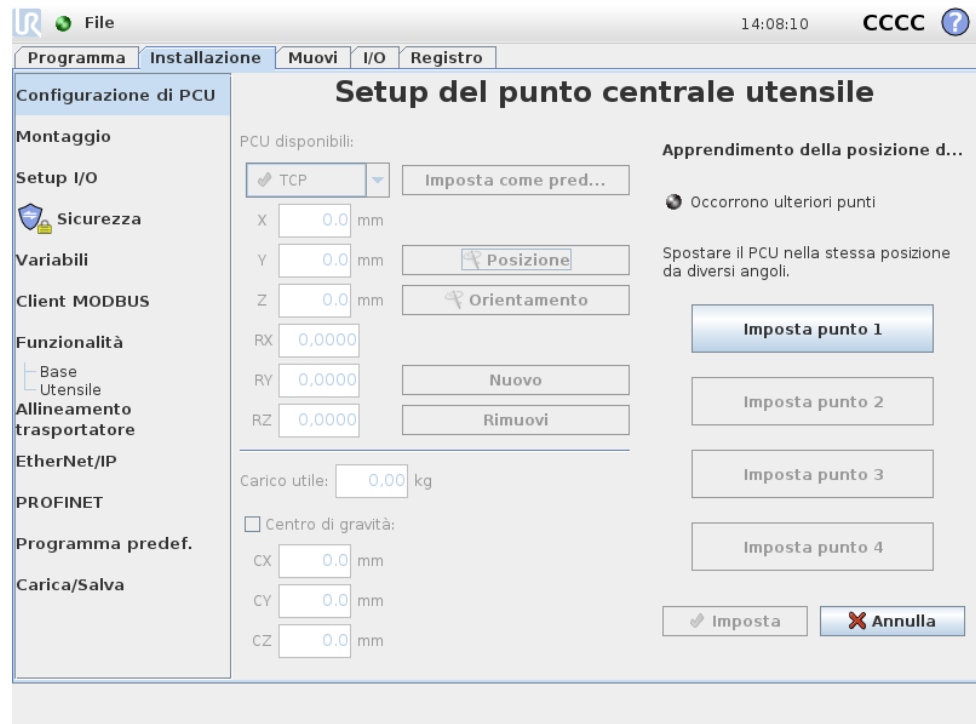 UR File 14:08:10 CCCC ?
Programma Installazione Muovi I/O Registro
Configurazione di PCU
Montaggio
Setup I/O
Sicurezza
Variabili
Client MODBUS
Funzionalità
Base
Utensile
Allineamento
trasportatore
EtherNet/IP
PROFINET
Programma predef.
Carica/Salva
Setup del punto centrale utensile
PCU disponibili:
TCP Imposta come pred...
X 0.0 mm
Y 0.0 mm Posizione
Z 0.0 mm Orientamento
RX 0,0000
RY 0,0000 Nuovo
RZ 0,0000 Rimuovi
Carico utile: 0,00 kg
Centro di gravità:
CX 0.0 mm
CY 0.0 mm
CZ 0.0 mm
Apprendimento della posizione d...
Occorrono ulteriori punti
Spostare il PCU nella stessa posizione
da diversi angoli.
Imposta punto 1
Imposta punto 2
Imposta punto 3
Imposta punto 4
Imposta Annulla